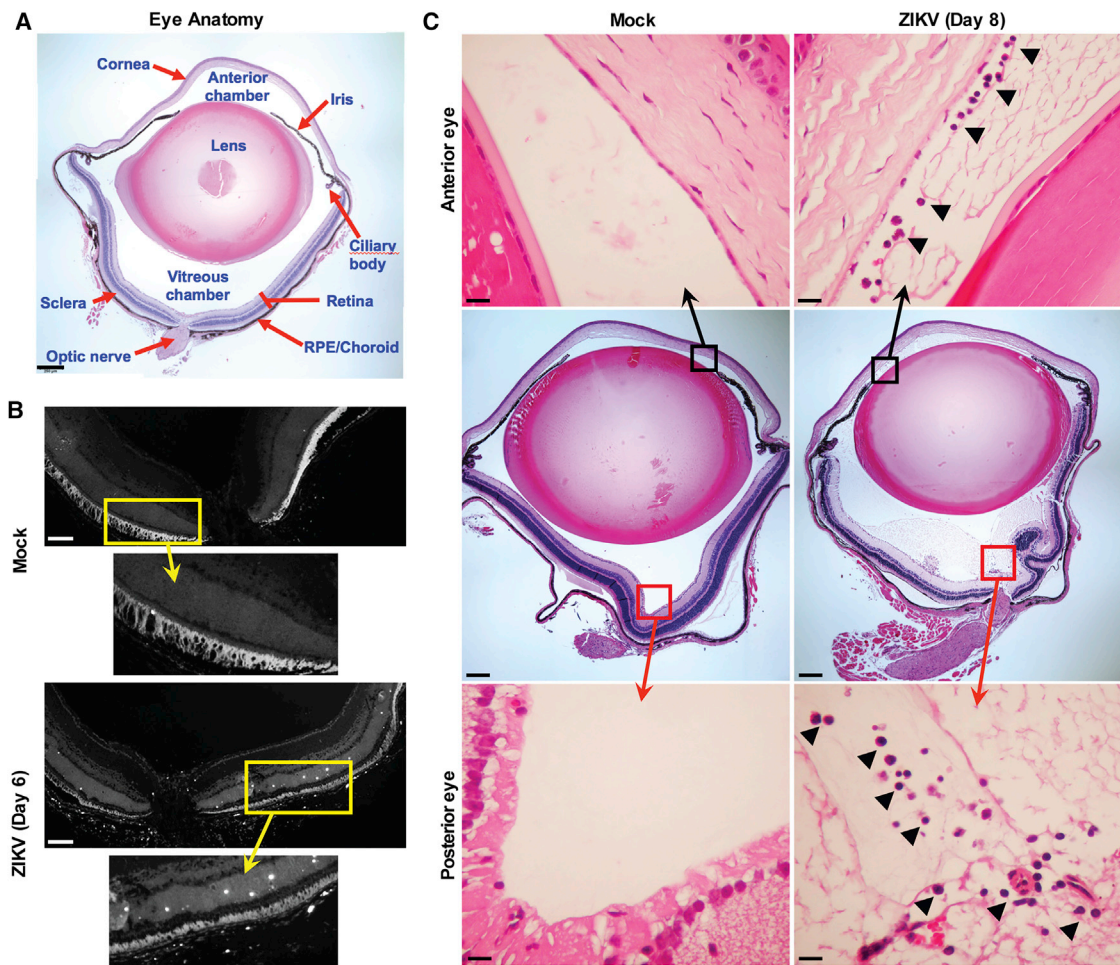 A
Eye Anatomy
Cornea
Anterior
chamber
Iris
Lens
Ciliary
body
Vitreous
chamber
Sclera
Retina
Optic nerve
RPE/Choroid
B
Mock
ZIKV (Day 6)
C
Mock
ZIKV (Day 8)
Anterior eye
Posterior eye